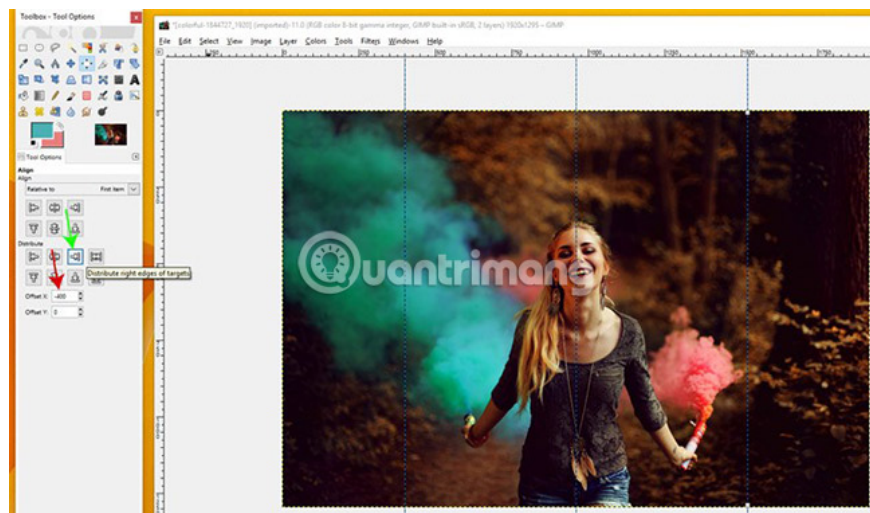 Toolbox - Tool Options
*[colorful-1844727_1920] (imported)-11.0 (RGB color 8-bit gamma integer, GIMP built-in sRGB, 2 layers) 1920x1295 – GIMP
File Edit Select View Image Layer Colors Tools Filters Windows Help
Tool Options
Align
Align
Relative to First item
Distribute
Distribute right edges of targets
Offset X: -400
Offset Y: 0
Quantrimang